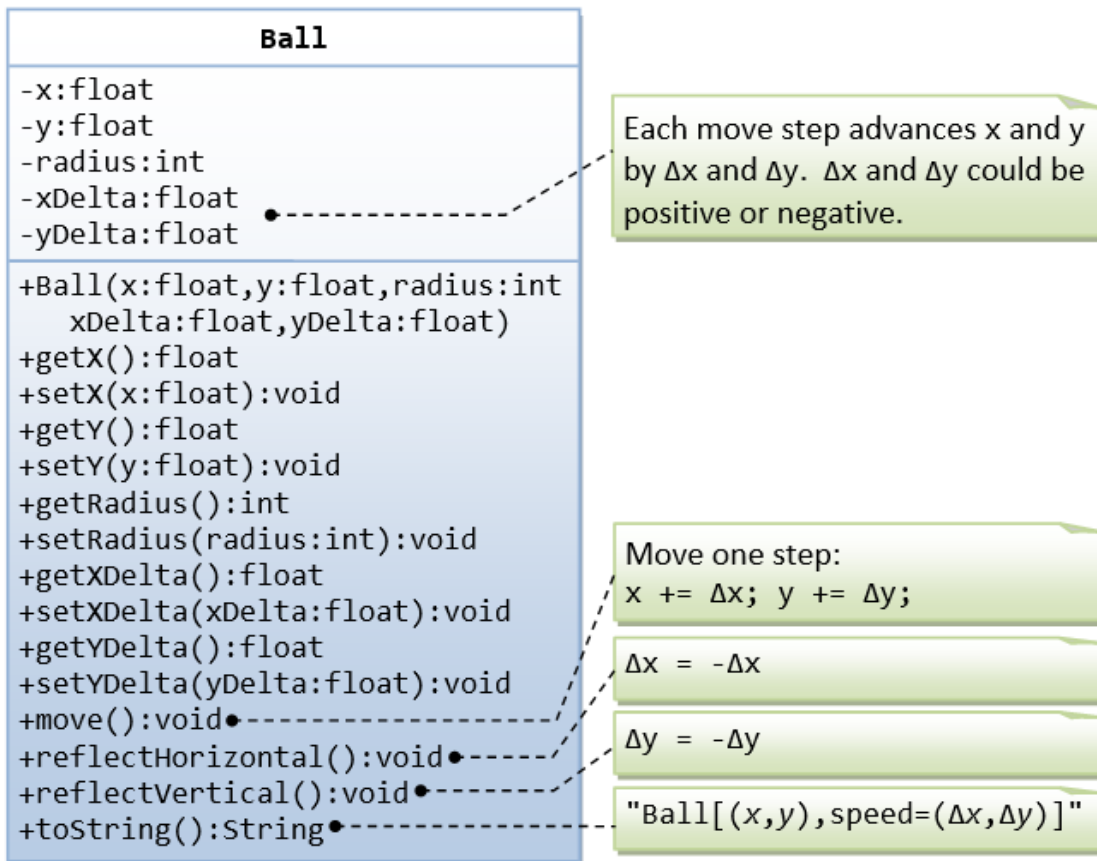 Ball
-x:float
-y:float
-radius:int
-xDelta:float
-yDelta:float
Each move step advances x and y
by Δx and Δy. Δx and Δy could be
positive or negative.
+Ball(x:float,y:float,radius:int
xDelta:float,yDelta:float)
+getX():float
+setX(x:float):void
+getY():float
+setY(y:float):void
+getRadius():int
+setRadius(radius:int):void
+getXDelta():float
+setXDelta(xDelta:float):void
+getYDelta():float
+setYDelta(yDelta:float):void
+move():void
+reflectHorizontal():void
+reflectVertical():void
+toString():String
Move one step:
x += Δx; y += Δy;
Δx = -Δx
Δy = -Δy
"Ball[(x,y),speed=(Δx,Δy)]"